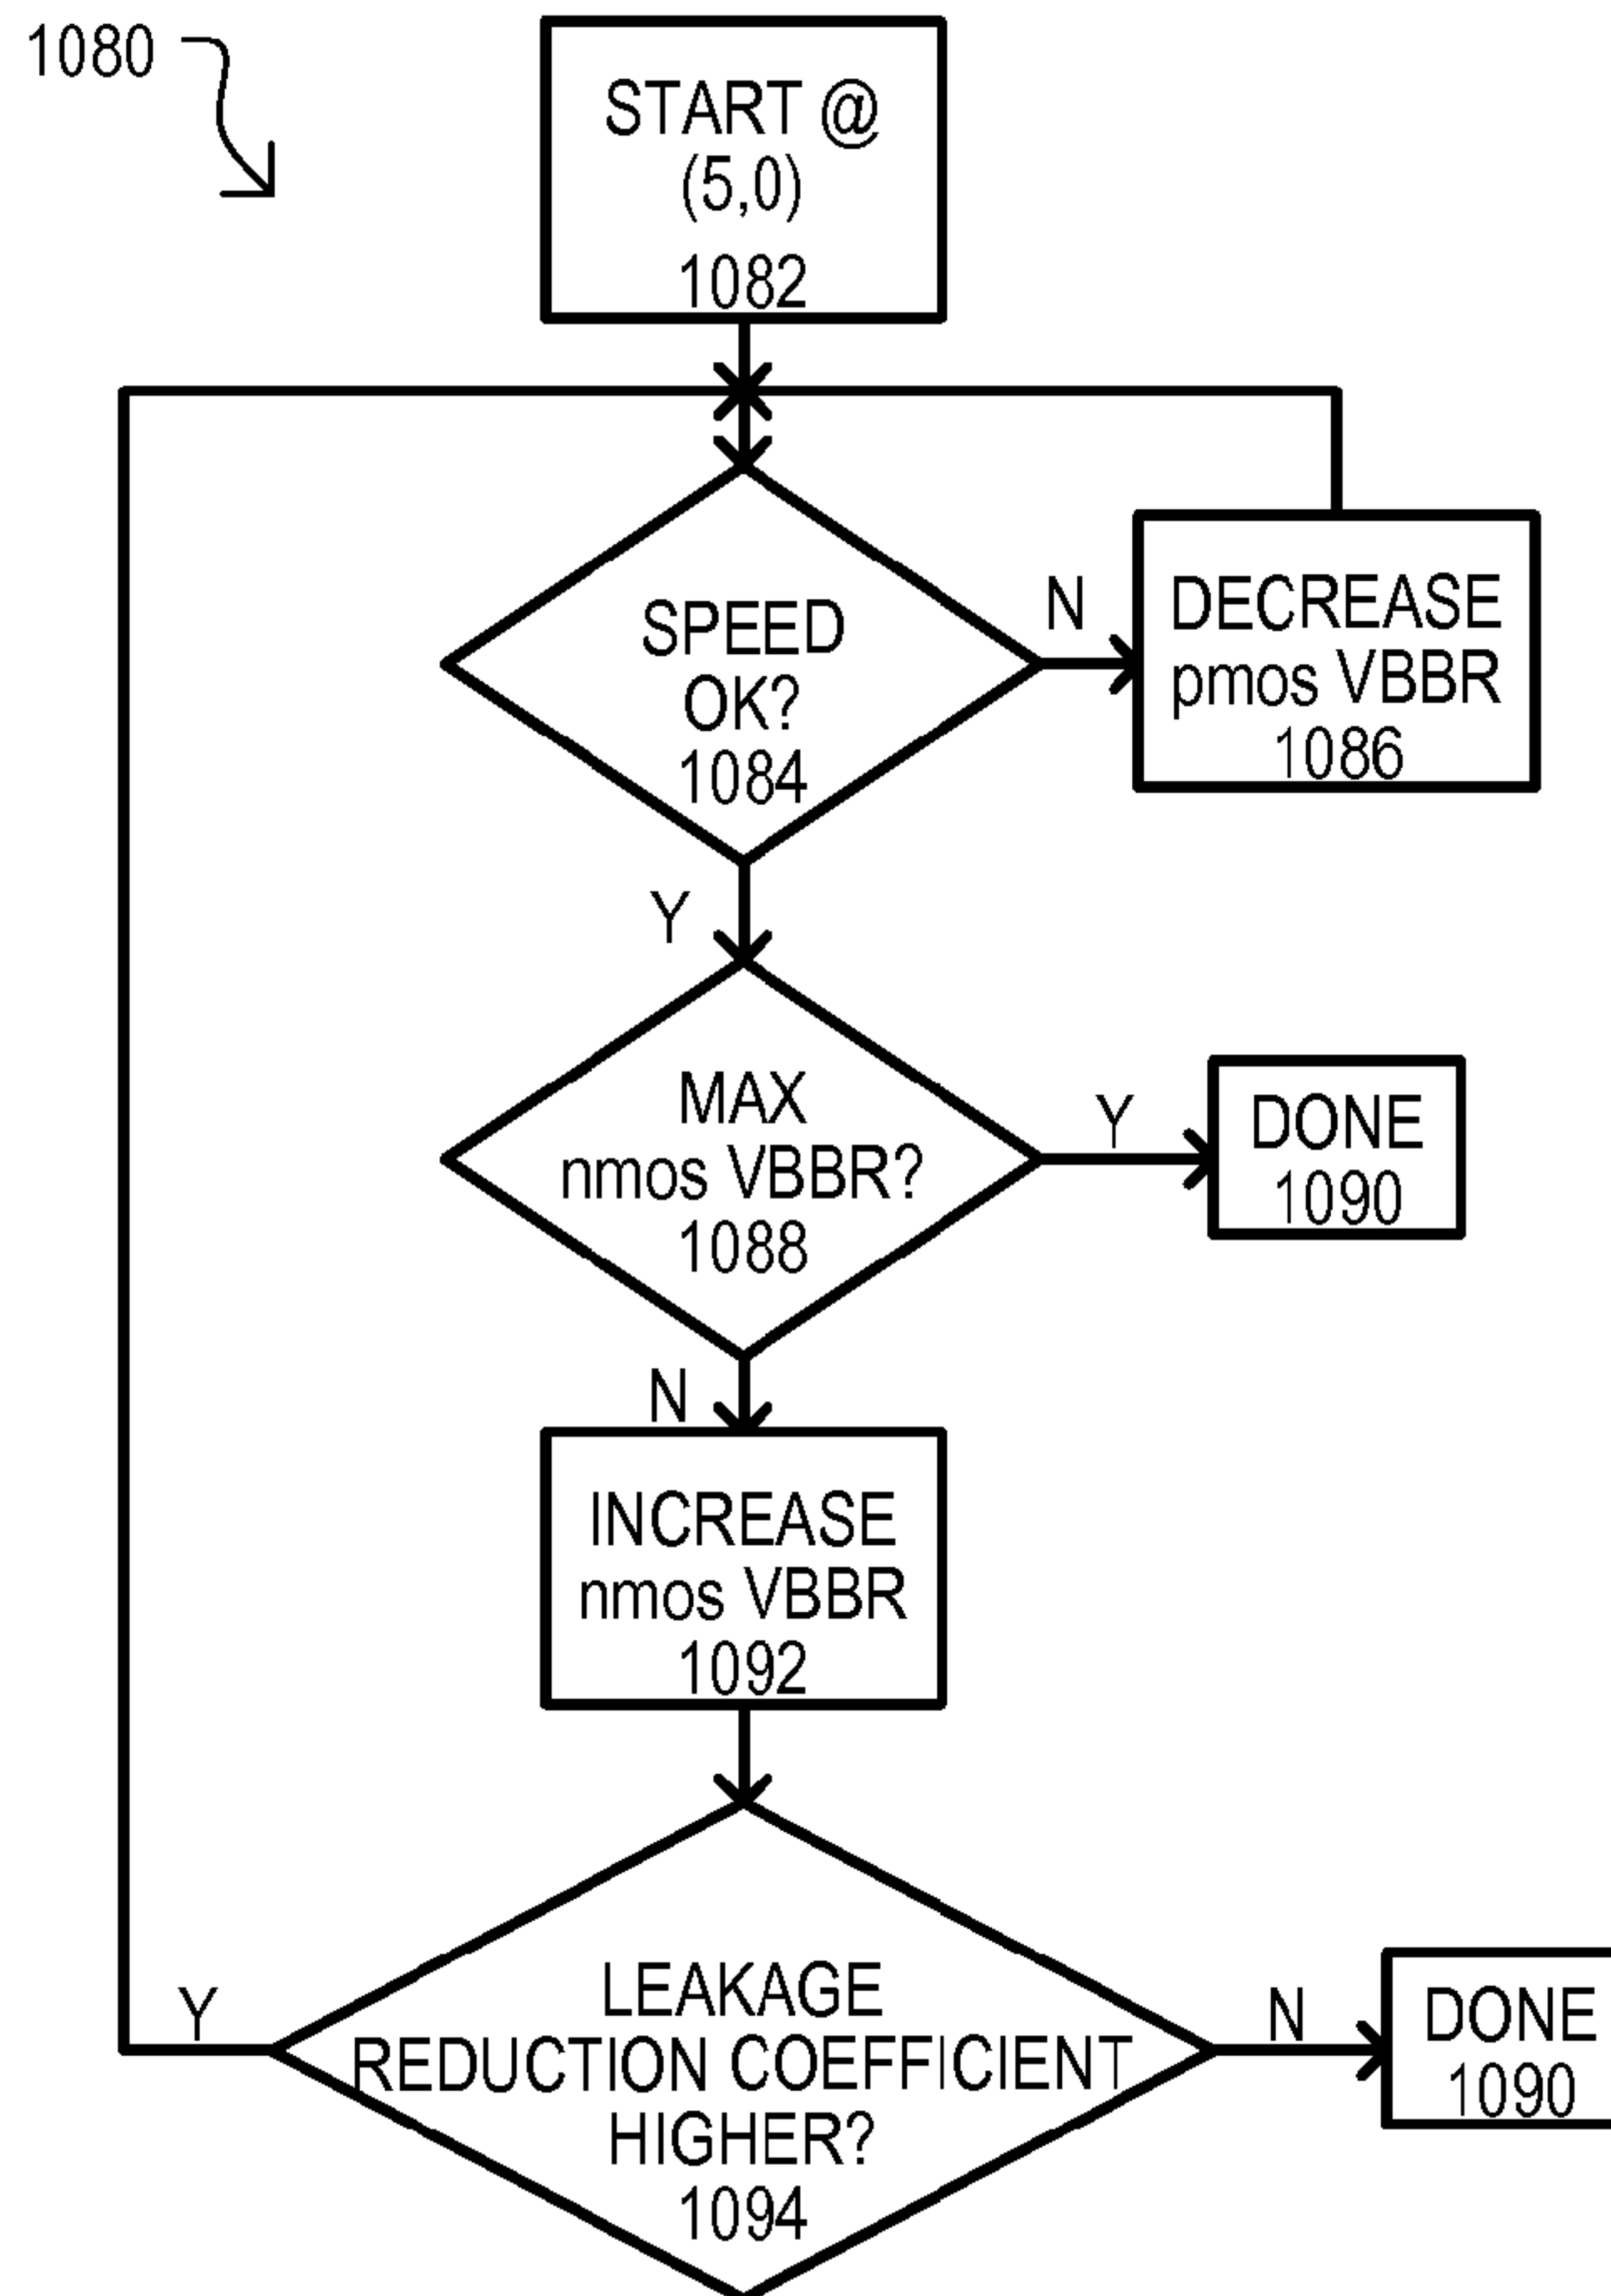 1080
START @
(5,0)
1082
SPEED
OK?
1084
N
DECREASE
pmos VBBR
1086
Y
MAX
nmos VBBR?
1088
Y
DONE
1090
N
INCREASE
nmos VBBR
1092
LEAKAGE
REDUCTION COEFFICIENT
HIGHER?
1094
Y
N
DONE
1090